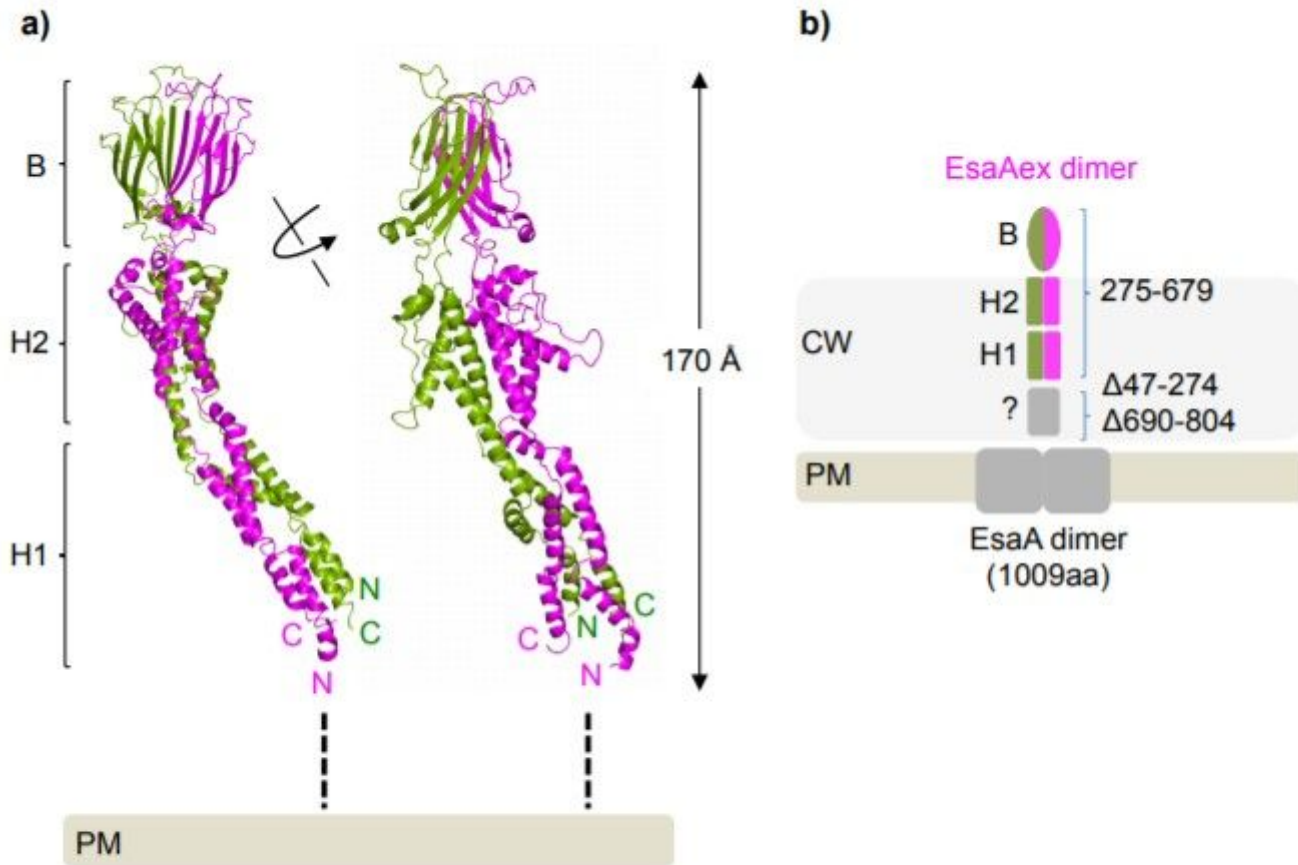 a)
B
H2
H1
N
C
C
N
C
N
C
N
170 Å
PM
b)
EsaAex dimer
B
H2
275-679
CW
H1
Δ47-274
?
Δ690-804
PM
EsaA dimer
(1009aa)